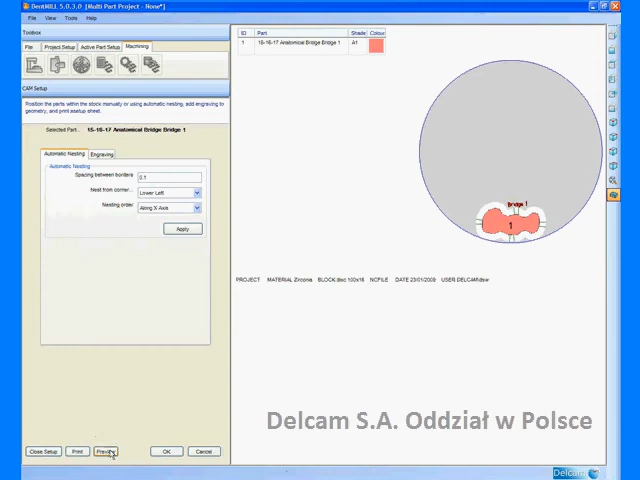 DentMILL 5.0.3.0 [Multi Part Project - None*]
File View Tools Help
Toolbox
File Project Setup Active Part Setup Machining
CAM Setup
Position the parts within the stock manually or using automatic nesting, add engraving to geometry, and print a setup sheet.
Selected Part... 15-16-17 Anatomical Bridge Bridge 1
Automatic Nesting Engraving
Automatic Nesting
Spacing between borders 0.1
Nest from corner... Lower Left
Nesting order Along X-Axis
Apply
Close Setup Print Preview OK Cancel
ID Part Shade Colour
1 15-16-17 Anatomical Bridge Bridge 1 A1
Bridge 1
1
PROJECT MATERIAL Zirconia BLOCK disc 100x16 NCFILE DATE 23/01/2009 USER DELCAM\dsw
Delcam S.A. Oddział w Polsce
Delcam